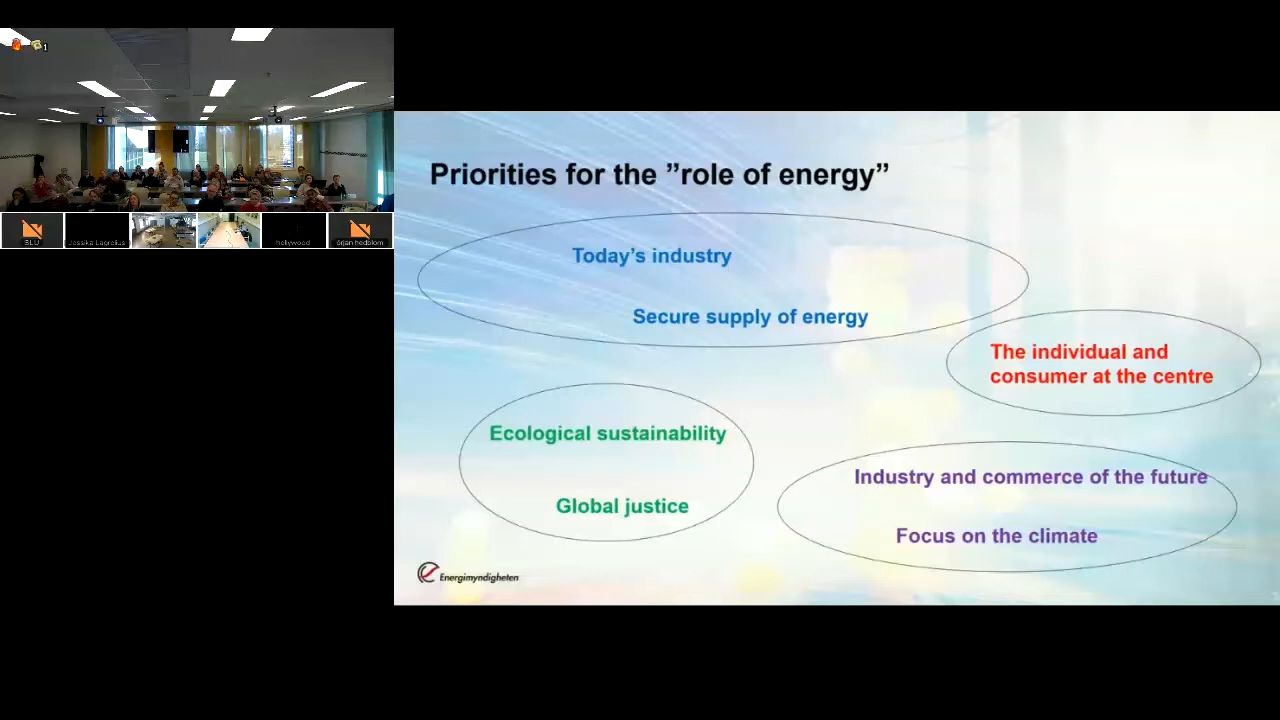 1
BLU
Jessika Lagrelius
hollywood
örjan hedblom
Priorities for the ”role of energy”
Today’s industry
Secure supply of energy
The individual and
consumer at the centre
Ecological sustainability
Global justice
Industry and commerce of the future
Focus on the climate
Energimyndigheten